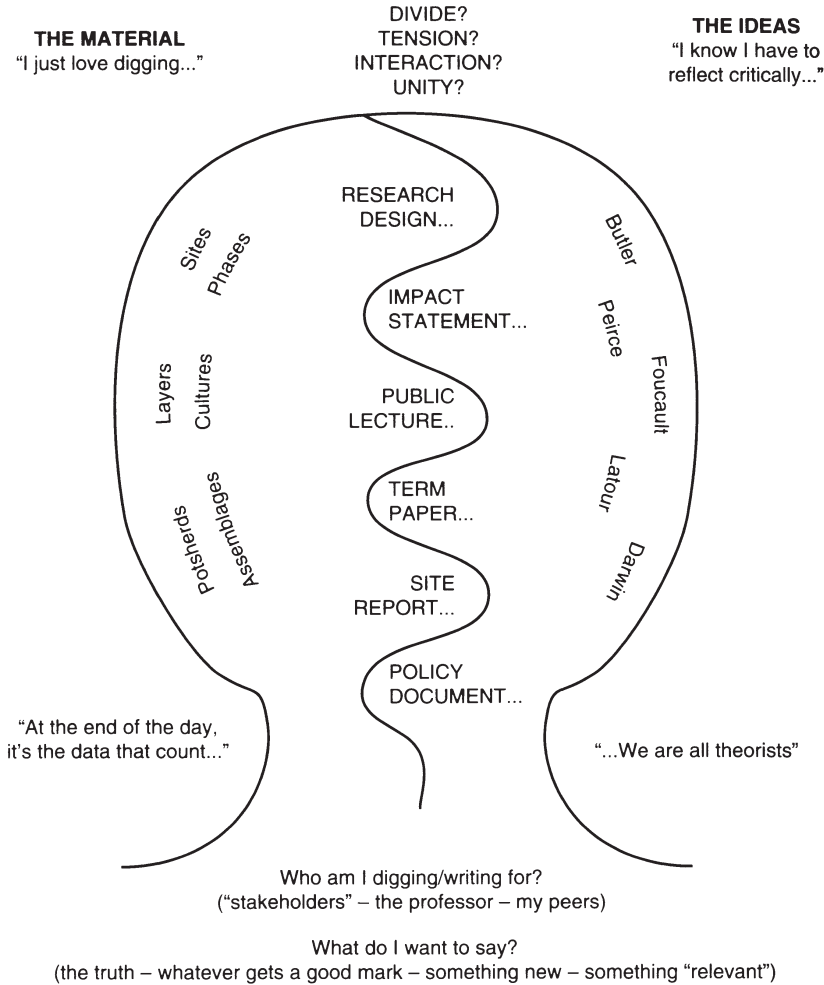 THE MATERIAL
“I just love digging...”
DIVIDE?
TENSION?
INTERACTION?
UNITY?
THE IDEAS
“I know I have to
reflect critically...”
RESEARCH
DESIGN...
IMPACT
STATEMENT...
PUBLIC
LECTURE..
TERM
PAPER...
SITE
REPORT...
POLICY
DOCUMENT...
Sites
Phases
Layers
Cultures
Potsherds
Assemblages
Butler
Peirce
Foucault
Latour
Darwin
“At the end of the day,
it’s the data that count...”
“...We are all theorists”
Who am I digging/writing for?
(“stakeholders” – the professor – my peers)
What do I want to say?
(the truth – whatever gets a good mark – something new – something “relevant”)